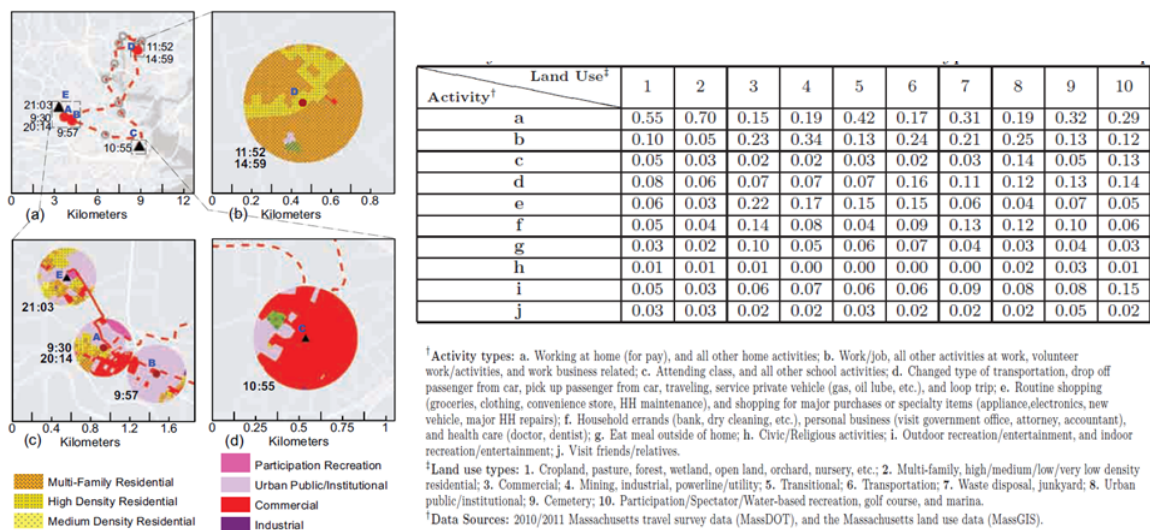 11:52
14:59
D
E
21:03
A
B
9:30
20:14
9:57
C
10:55
0 3 6 9 12
(a) Kilometers
D
11:52
14:59
0 0.2 0.4 0.6 0.8
(b) Kilometers
E
21:03
A
9:30
20:14
B
9:57
0 0.6 1.2 1.8
(c) Kilometers
C
10:55
0 0.25 0.5 0.75 1
(d) Kilometers
Multi-Family Residential
High Density Residential
Medium Density Residential
Participation Recreation
Urban Public/Institutional
Commercial
Industrial
Land Use‡ 1 2 3 4 5 6 7 8 9 10
Activity†
a 0.55 0.70 0.15 0.19 0.42 0.17 0.31 0.19 0.32 0.29
b 0.10 0.05 0.23 0.34 0.13 0.24 0.21 0.25 0.13 0.12
c 0.05 0.03 0.02 0.02 0.03 0.02 0.03 0.14 0.05 0.13
d 0.08 0.06 0.07 0.07 0.07 0.16 0.11 0.12 0.13 0.14
e 0.06 0.03 0.22 0.17 0.15 0.15 0.06 0.04 0.07 0.05
f 0.05 0.04 0.14 0.08 0.04 0.09 0.13 0.12 0.10 0.06
g 0.03 0.02 0.10 0.05 0.06 0.07 0.04 0.03 0.04 0.03
h 0.01 0.01 0.01 0.00 0.00 0.00 0.00 0.02 0.03 0.01
i 0.05 0.03 0.06 0.07 0.06 0.06 0.09 0.08 0.08 0.15
j 0.03 0.03 0.02 0.02 0.03 0.02 0.02 0.02 0.05 0.02
†Activity types: a. Working at home (for pay), and all other home activities; b. Work/job, all other activities at work, volunteer
work/activities, and work business related; c. Attending class, and all other school activities; d. Changed type of transportation, drop off
passenger from car, pick up passenger from car, traveling, service private vehicle (gas, oil lube, etc.), and loop trip; e. Routine shopping
(groceries, clothing, convenience store, HH maintenance), and shopping for major purchases or specialty items (appliance,electronics, new
vehicle, major HH repairs); f. Household errands (bank, dry cleaning, etc.), personal business (visit government office, attorney, accountant),
and health care (doctor, dentist); g. Eat meal outside of home; h. Civic/Religious activities; i. Outdoor recreation/entertainment, and indoor
recreation/entertainment; j. Visit friends/relatives.
‡Land use types: 1. Cropland, pasture, forest, wetland, open land, orchard, nursery, etc.; 2. Multi-family, high/medium/low/very low density
residential; 3. Commercial; 4. Mining, industrial, powerline/utility; 5. Transitional; 6. Transportation; 7. Waste disposal, junkyard; 8. Urban
public/institutional; 9. Cemetery; 10. Participation/Spectator/Water-based recreation, golf course, and marina.
†Data Sources: 2010/2011 Massachusetts travel survey data (MassDOT), and the Massachusetts land use data (MassGIS).